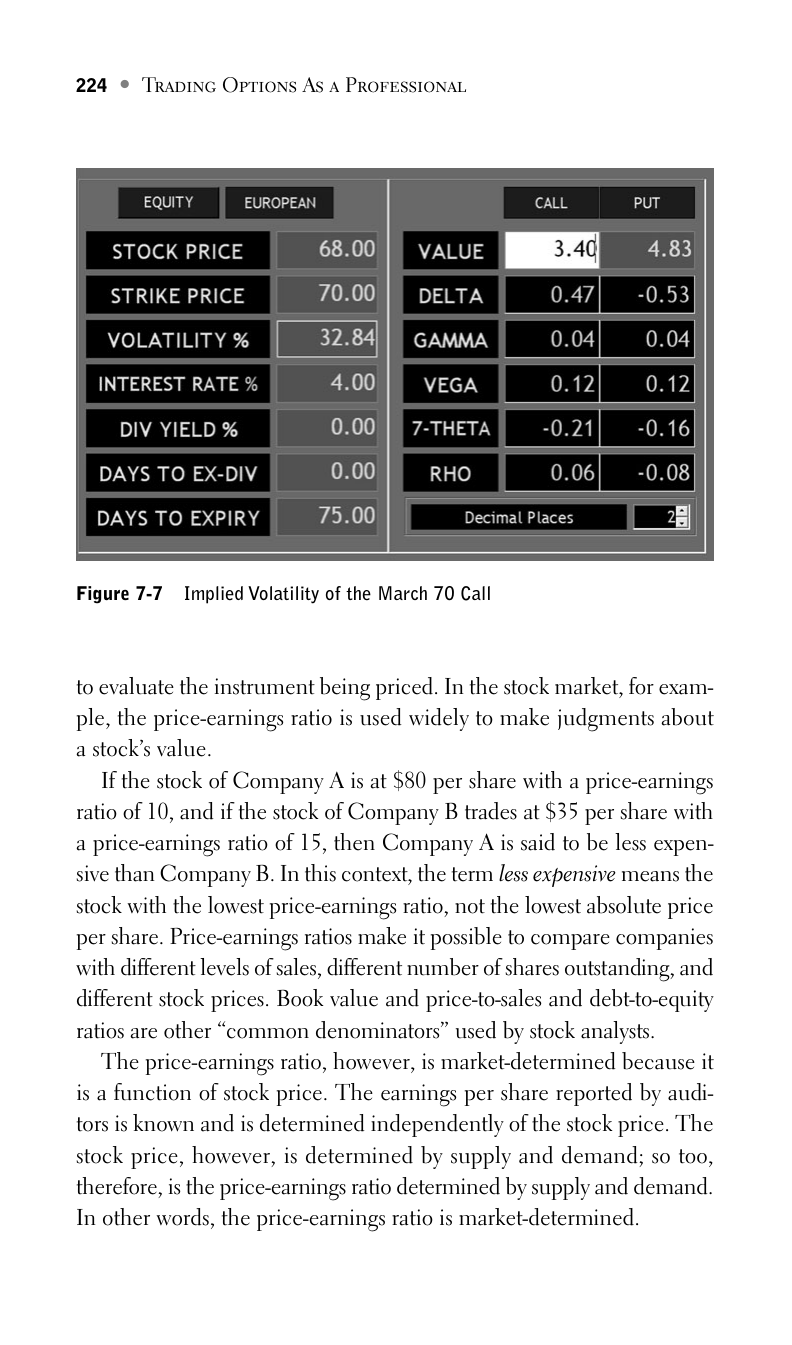 224 • Trading Options As a Professional
EQUITY EUROPEAN CALL PUT
STOCK PRICE 68.00 VALUE 3.40 4.83
STRIKE PRICE 70.00 DELTA 0.47 -0.53
VOLATILITY % 32.84 GAMMA 0.04 0.04
INTEREST RATE % 4.00 VEGA 0.12 0.12
DIV YIELD % 0.00 7-THETA -0.21 -0.16
DAYS TO EX-DIV 0.00 RHO 0.06 -0.08
DAYS TO EXPIRY 75.00 Decimal Places 2
Figure 7-7 Implied Volatility of the March 70 Call
to evaluate the instrument being priced. In the stock market, for exam-
ple, the price-earnings ratio is used widely to make judgments about
a stock’s value.
If the stock of Company A is at $80 per share with a price-earnings
ratio of 10, and if the stock of Company B trades at $35 per share with
a price-earnings ratio of 15, then Company A is said to be less expen-
sive than Company B. In this context, the term less expensive means the
stock with the lowest price-earnings ratio, not the lowest absolute price
per share. Price-earnings ratios make it possible to compare companies
with different levels of sales, different number of shares outstanding, and
different stock prices. Book value and price-to-sales and debt-to-equity
ratios are other “common denominators” used by stock analysts.
The price-earnings ratio, however, is market-determined because it
is a function of stock price. The earnings per share reported by audi-
tors is known and is determined independently of the stock price. The
stock price, however, is determined by supply and demand; so too,
therefore, is the price-earnings ratio determined by supply and demand.
In other words, the price-earnings ratio is market-determined.